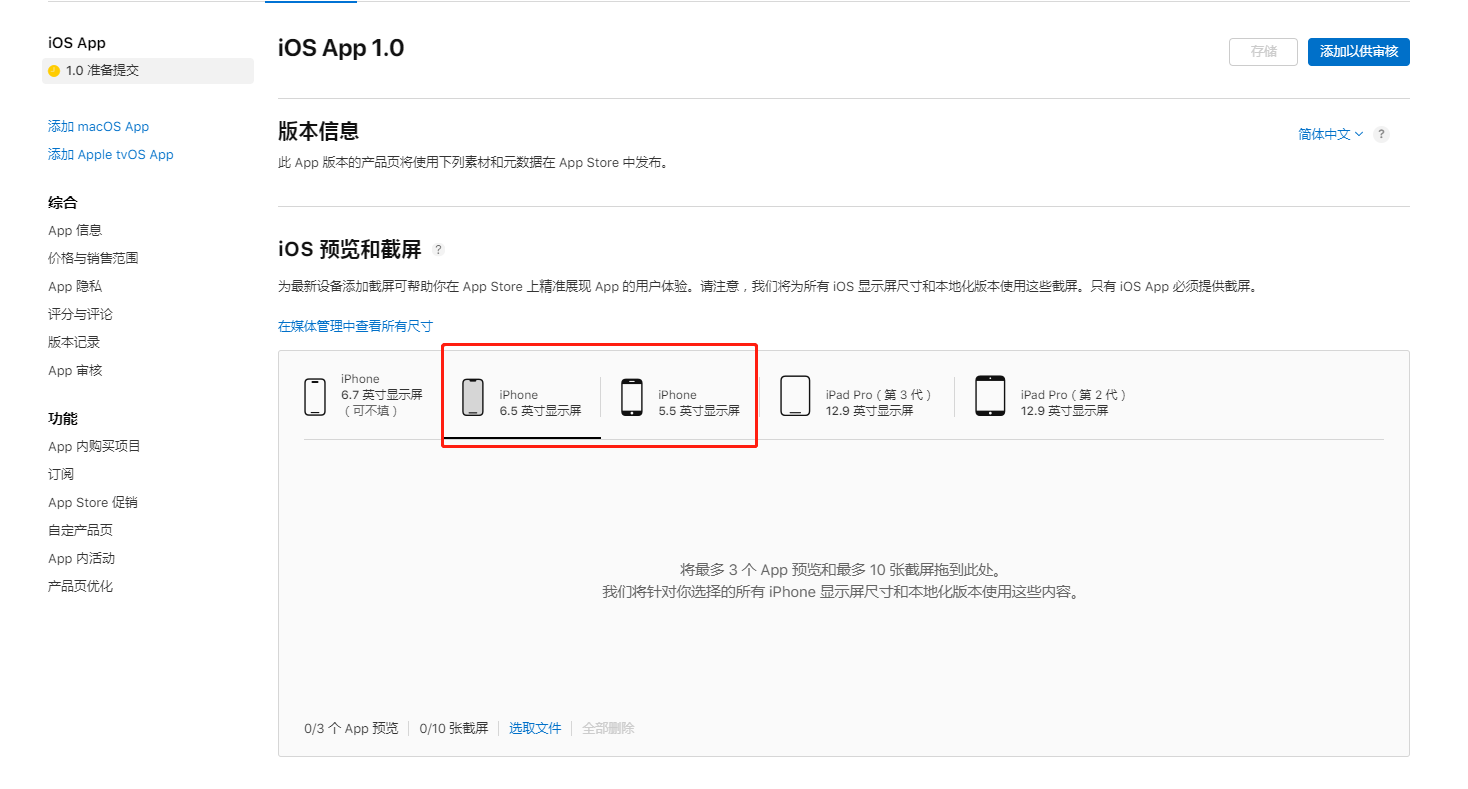 iOS App
1.0 准备提交
添加 macOS App
添加 Apple tvOS App
综合
App 信息
价格与销售范围
App 隐私
评分与评论
版本记录
App 审核
功能
App 内购买项目
订阅
App Store 促销
自定产品页
App 内活动
产品页优化
iOS App 1.0
存储
添加以供审核
版本信息
简体中文
?
此 App 版本的产品页将使用下列素材和元数据在 App Store 中发布。
iOS 预览和截屏 ?
为最新设备添加截屏可帮助你在 App Store 上精准展现 App 的用户体验。请注意，我们将为所有 iOS 显示屏尺寸和本地化版本使用这些截屏。只有 iOS App 必须提供截屏。
在媒体管理中查看所有尺寸
iPhone
6.7 英寸显示屏
（可不填）
iPhone
6.5 英寸显示屏
iPhone
5.5 英寸显示屏
iPad Pro（第 3 代）
12.9 英寸显示屏
iPad Pro（第 2 代）
12.9 英寸显示屏
将最多 3 个 App 预览和最多 10 张截屏拖到此处。
我们将针对你选择的所有 iPhone 显示屏尺寸和本地化版本使用这些内容。
0/3 个 App 预览
0/10 张截屏
选取文件
全部删除